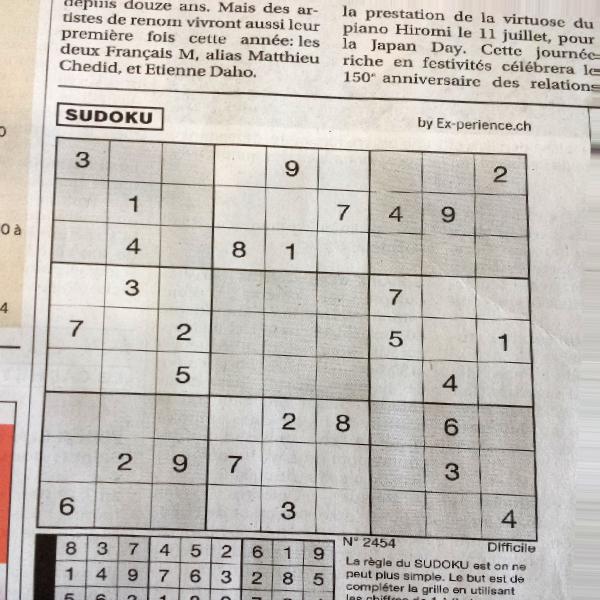 depuis douze ans. Mais des ar-
tistes de renom vivront aussi leur
première fois cette année: les
deux Français M, alias Matthieu
Chedid, et Etienne Daho.
la prestation de la virtuose du
piano Hiromi le 11 juillet, pour
la Japan Day. Cette journée
riche en festivités célébrera le
150e anniversaire des relations
SUDOKU
by Ex-perience.ch
3 9 2
1 7 4 9
4 8 1
3 7
7 2 5 1
5 4
2 8 6
2 9 7 3
6 3 4
8 3 7 4 5 2 6 1 9
1 4 9 7 6 3 2 8 5
N° 2454
Difficile
La règle du SUDOKU est on ne
peut plus simple. Le but est de
compléter la grille en utilisant
0
0 à
4